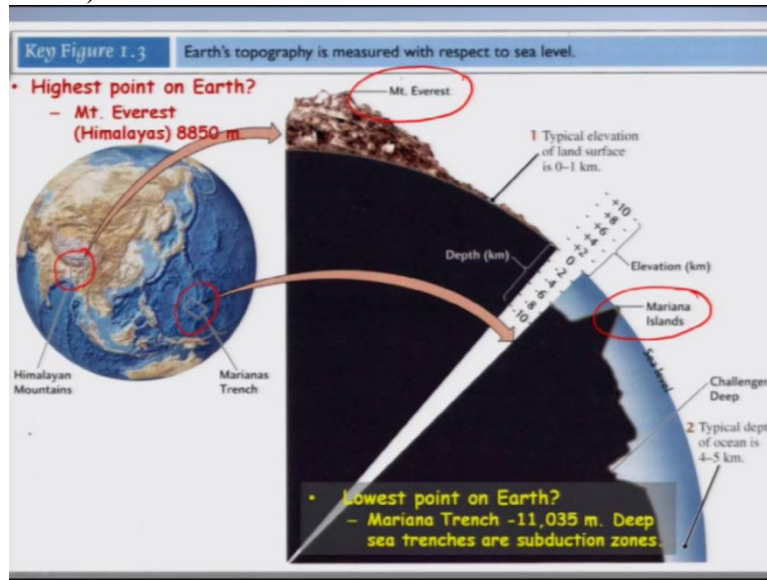 Key Figure 1.3
Earth's topography is measured with respect to sea level.
• Highest point on Earth?
– Mt. Everest
(Himalayas) 8850 m
Mt. Everest
1 Typical elevation
of land surface
is 0–1 km.
+10
+8
+6
+4
+2
0
-2
-4
-6
-8
-10
Depth (km)
Elevation (km)
Mariana
Islands
Sea level
Himalayan
Mountains
Marianas
Trench
Challenger
Deep
2 Typical dept
of ocean is
4–5 km.
• Lowest point on Earth?
– Mariana Trench -11,035 m. Deep
sea trenches are subduction zones.